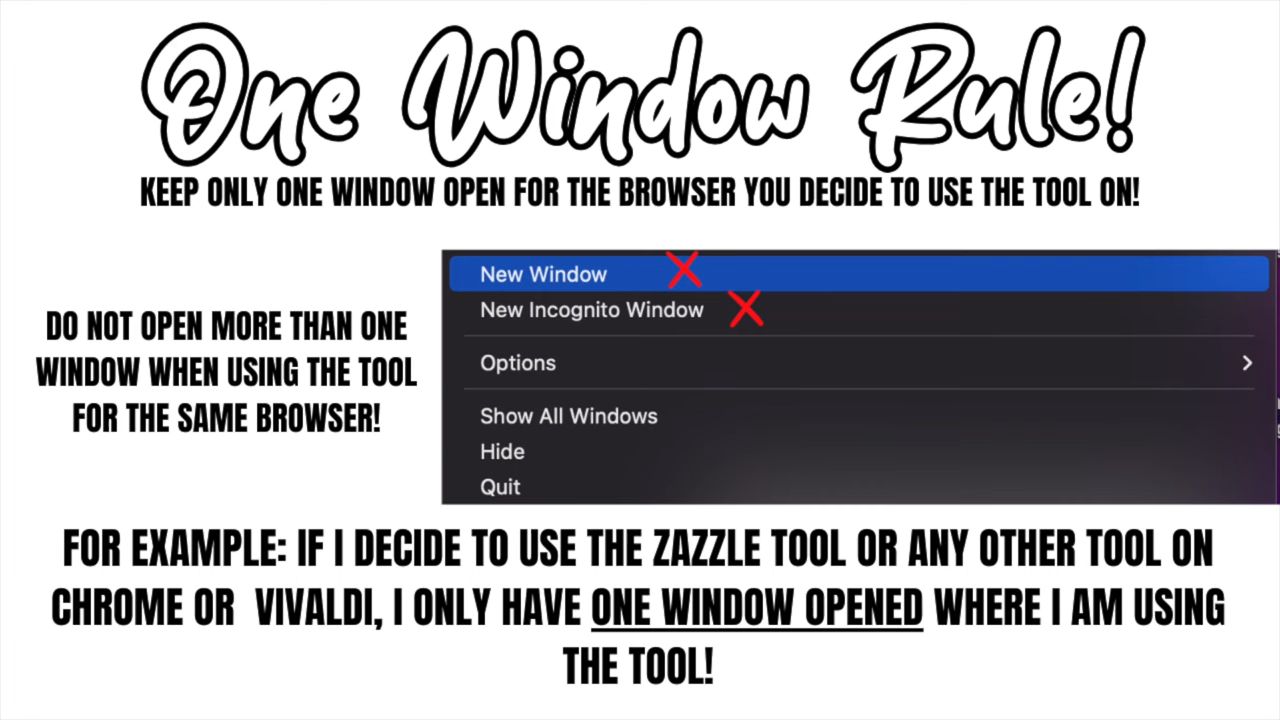 One Window Rule!
KEEP ONLY ONE WINDOW OPEN FOR THE BROWSER YOU DECIDE TO USE THE TOOL ON!
DO NOT OPEN MORE THAN ONE
WINDOW WHEN USING THE TOOL
FOR THE SAME BROWSER!
New Window
New Incognito Window
Options
Show All Windows
Hide
Quit
FOR EXAMPLE: IF I DECIDE TO USE THE ZAZZLE TOOL OR ANY OTHER TOOL ON
CHROME OR VIVALDI, I ONLY HAVE ONE WINDOW OPENED WHERE I AM USING
THE TOOL!